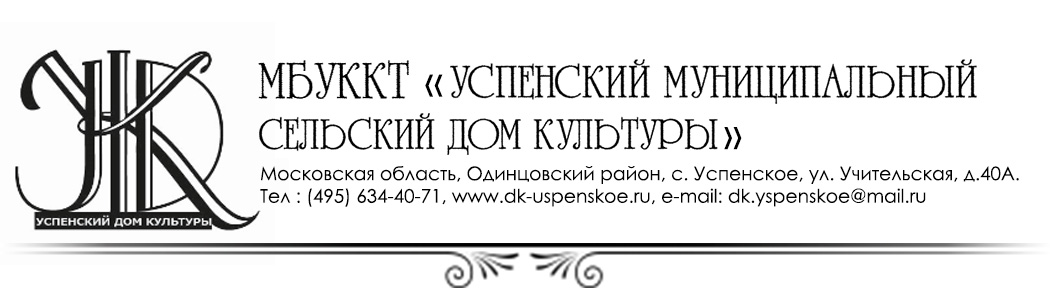 МБУККТ «УСПЕНСКИЙ МУНИЦИПАЛЬНЫЙ
СЕЛЬСКИЙ ДОМ КУЛЬТУРЫ»
Московская область, Одинцовский район, с. Успенское, ул. Учительская, д.40А.
Тел : (495) 634-40-71, www.dk-uspenskoe.ru, e-mail: dk.yspenskoe@mail.ru
УДК
УСПЕНСКИЙ ДОМ КУЛЬТУРЫ